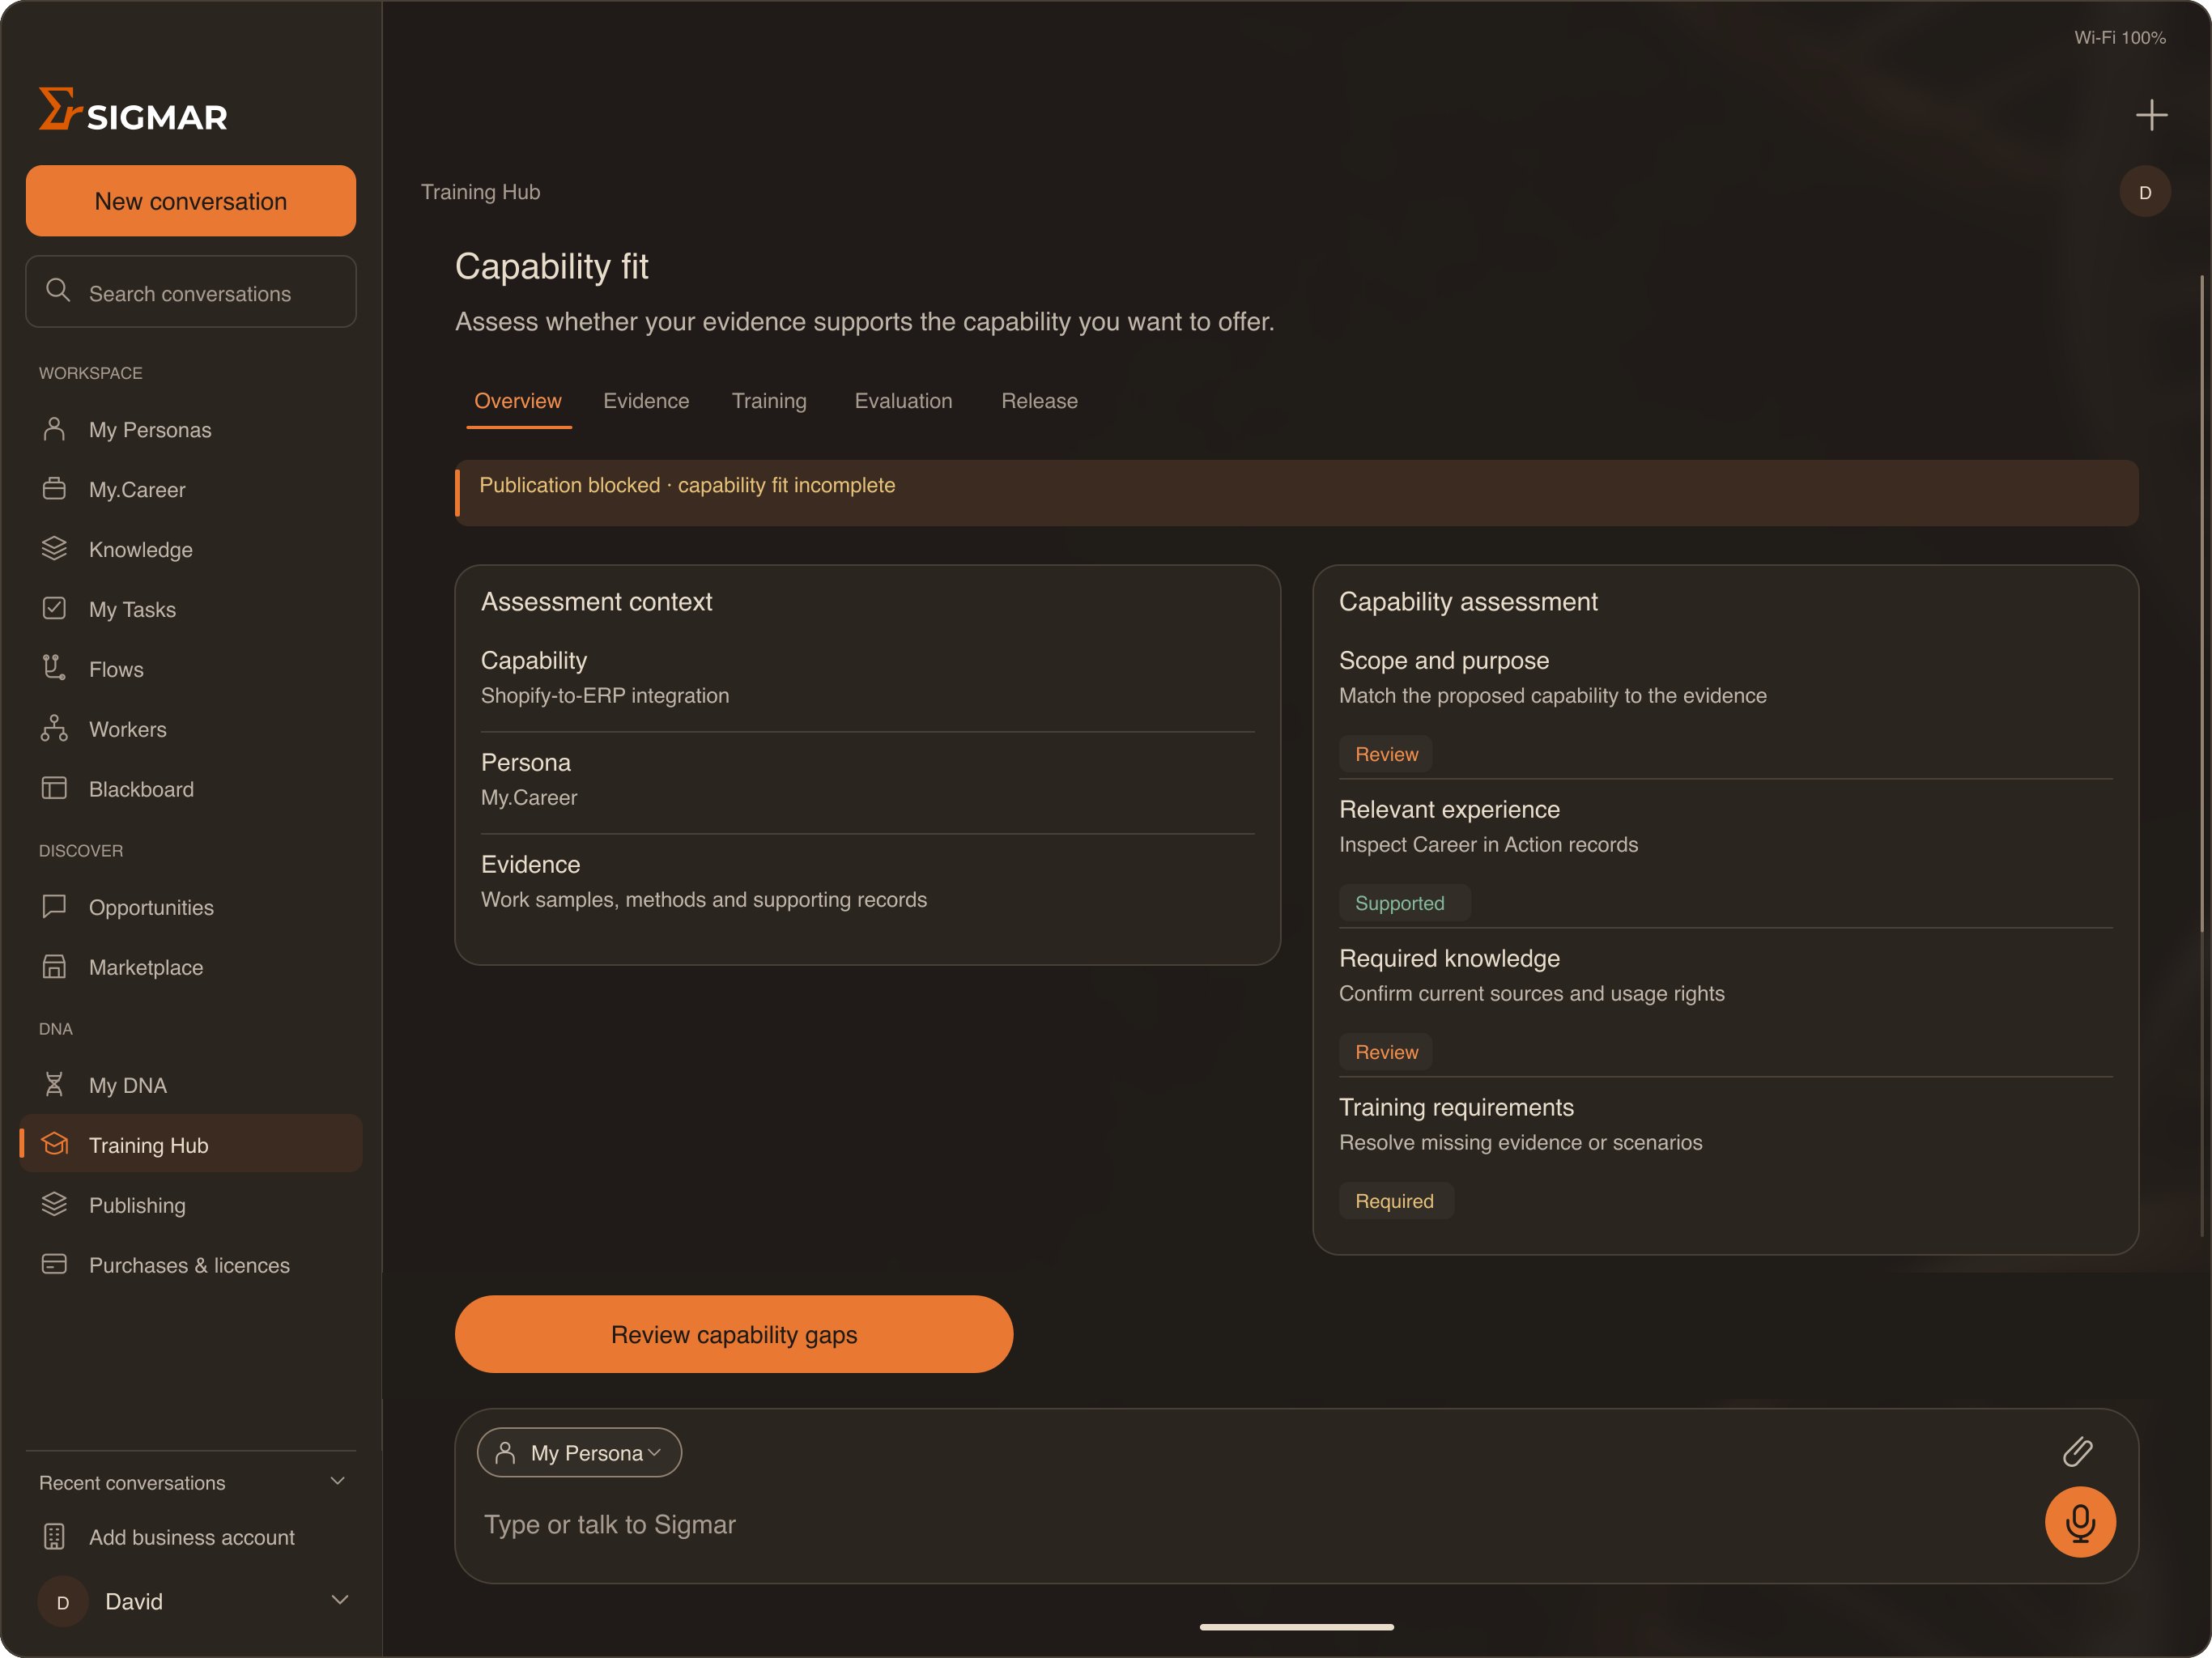 Wi-Fi 100%
Σr SIGMAR
New conversation
Search conversations
WORKSPACE
My Personas
My.Career
Knowledge
My Tasks
Flows
Workers
Blackboard
DISCOVER
Opportunities
Marketplace
DNA
My DNA
Training Hub
Publishing
Purchases & licences
Recent conversations
Add business account
D
David
Training Hub
D
Capability fit
Assess whether your evidence supports the capability you want to offer.
Overview
Evidence
Training
Evaluation
Release
Publication blocked · capability fit incomplete
Assessment context
Capability
Shopify-to-ERP integration
Persona
My.Career
Evidence
Work samples, methods and supporting records
Capability assessment
Scope and purpose
Match the proposed capability to the evidence
Review
Relevant experience
Inspect Career in Action records
Supported
Required knowledge
Confirm current sources and usage rights
Review
Training requirements
Resolve missing evidence or scenarios
Required
Review capability gaps
My Persona
Type or talk to Sigmar